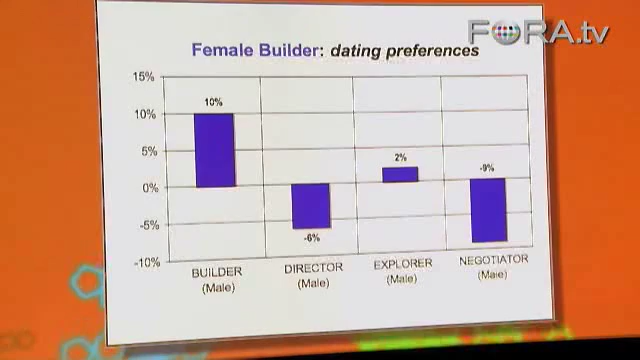 FORA.tv
Female Builder: dating preferences
15%
10%
5%
0%
-5%
-10%
10%
-6%
2%
-9%
BUILDER
(Male)
DIRECTOR
(Male)
EXPLORER
(Male)
NEGOTIATOR
(Male)